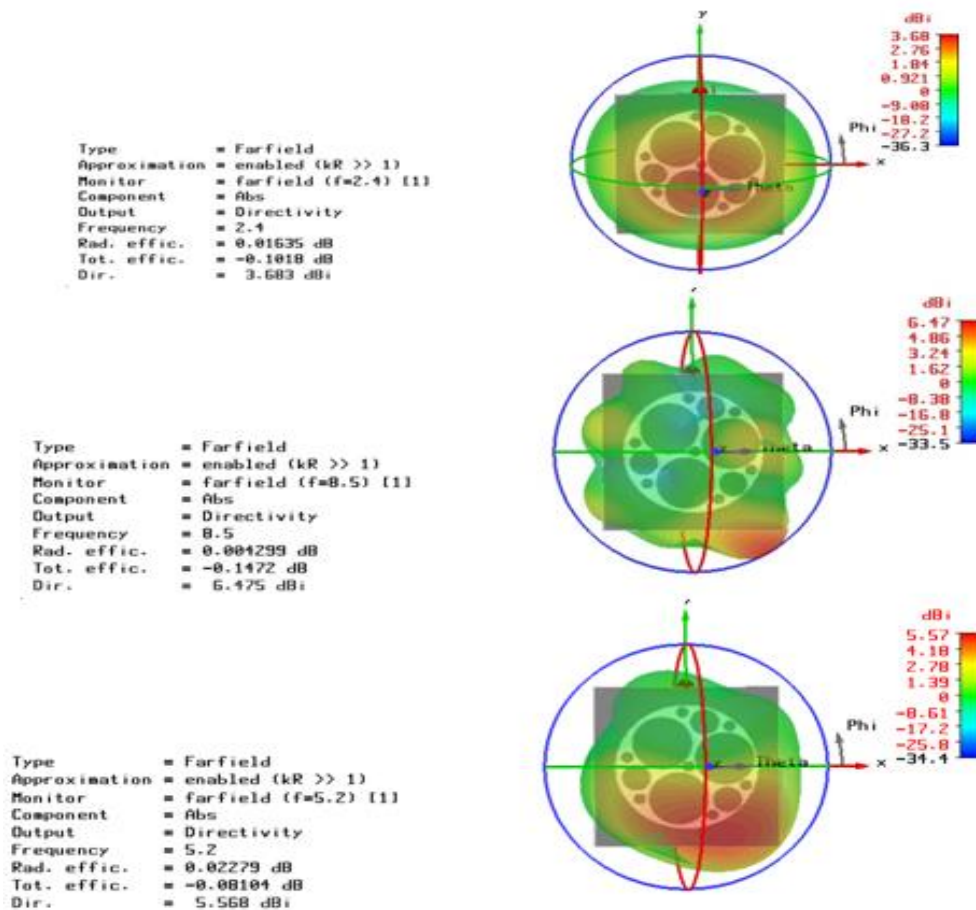 Type = Farfield
Approximation = enabled (kR >> 1)
Monitor = farfield (f=2.4) [1]
Component = Abs
Output = Directivity
Frequency = 2.4
Rad. effic. = 0.01635 dB
Tot. effic. = -0.1018 dB
Dir. = 3.683 dBi
y
dBi
3.68
2.76
1.84
0.921
0
-9.08
-18.2
-27.2
-36.3
Phi
x
Theta
Type = Farfield
Approximation = enabled (kR >> 1)
Monitor = farfield (f=8.5) [1]
Component = Abs
Output = Directivity
Frequency = 8.5
Rad. effic. = 0.004299 dB
Tot. effic. = -0.1472 dB
Dir. = 6.475 dBi
dBi
6.47
4.86
3.24
1.62
0
-8.38
-16.8
-25.1
-33.5
Phi
Theta
x
Type = Farfield
Approximation = enabled (kR >> 1)
Monitor = farfield (f=5.2) [1]
Component = Abs
Output = Directivity
Frequency = 5.2
Rad. effic. = 0.02279 dB
Tot. effic. = -0.08104 dB
Dir. = 5.568 dBi
dBi
5.57
4.18
2.78
1.39
0
-8.61
-17.2
-25.8
-34.4
Phi
Theta
x